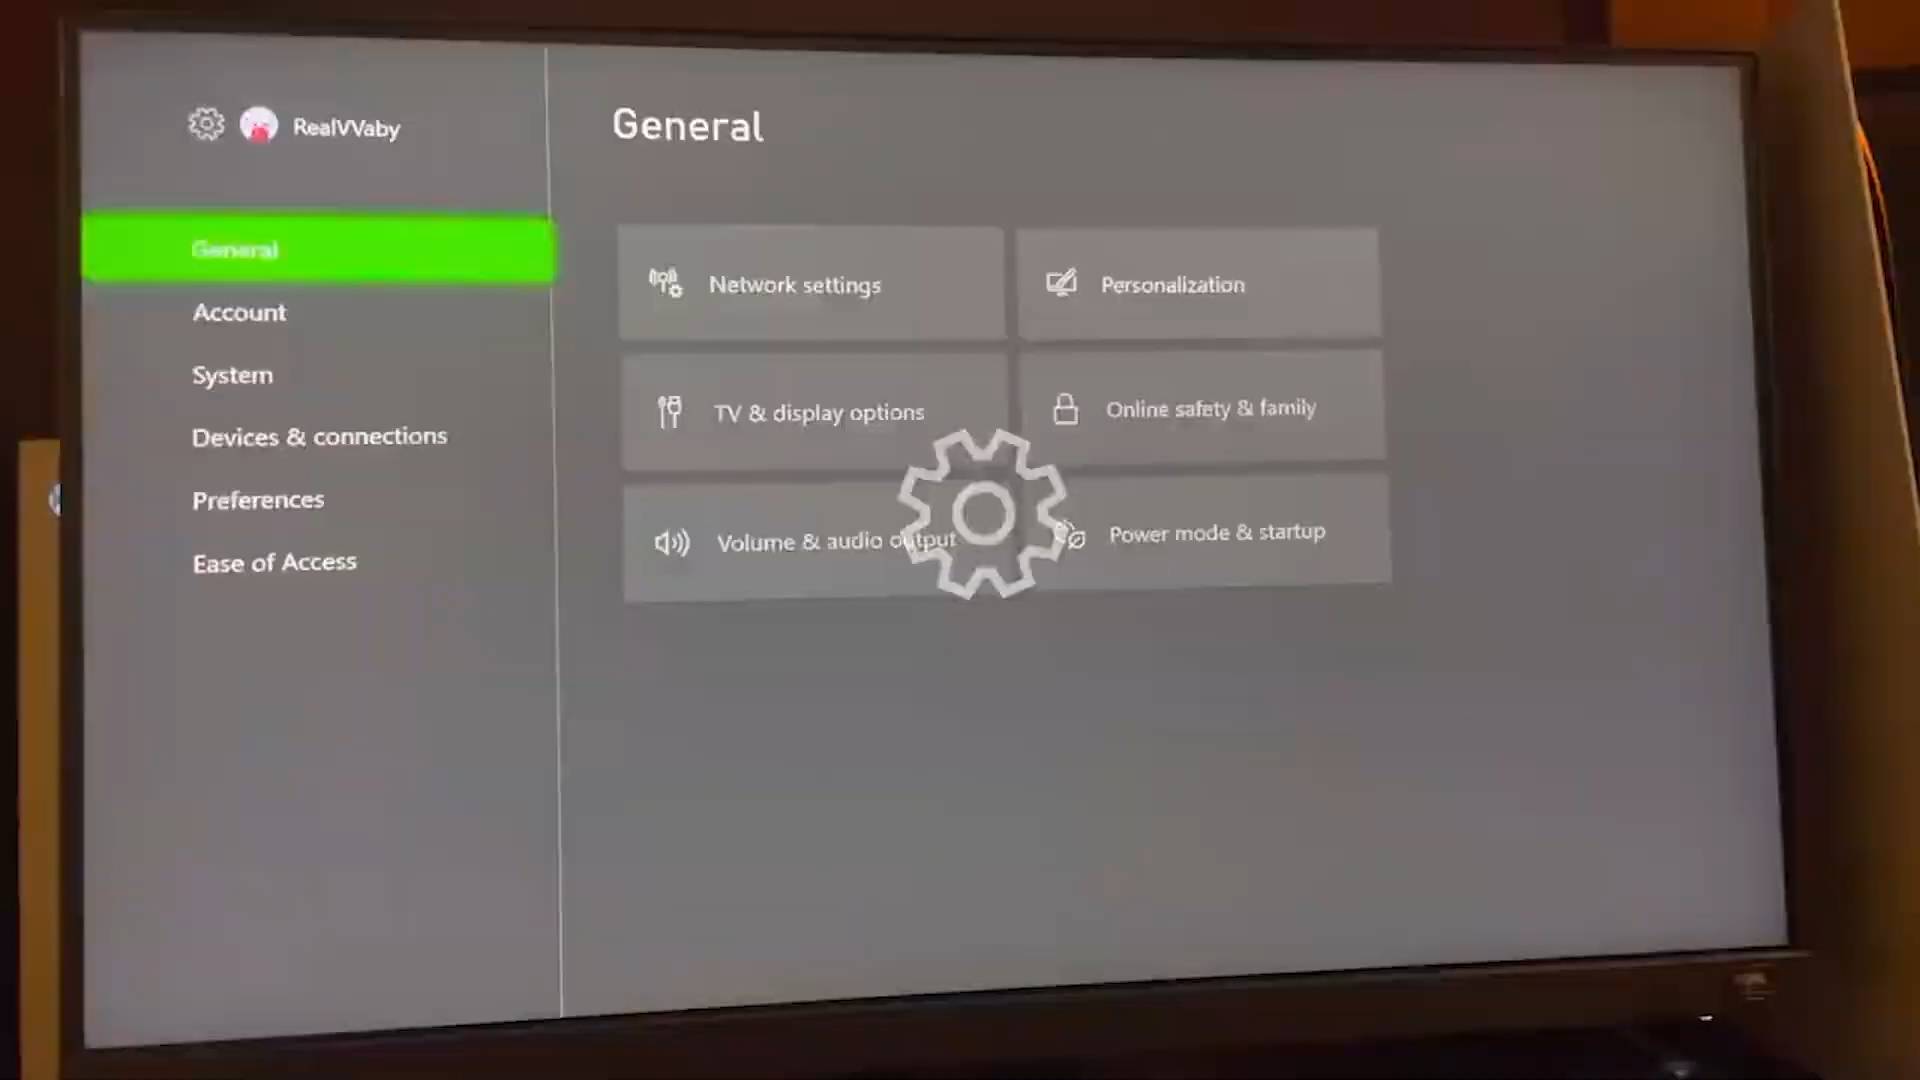 RealVVaby
General
General
Account
System
Devices & connections
Preferences
Ease of Access
Network settings
Personalization
TV & display options
Online safety & family
Volume & audio output
Power mode & startup